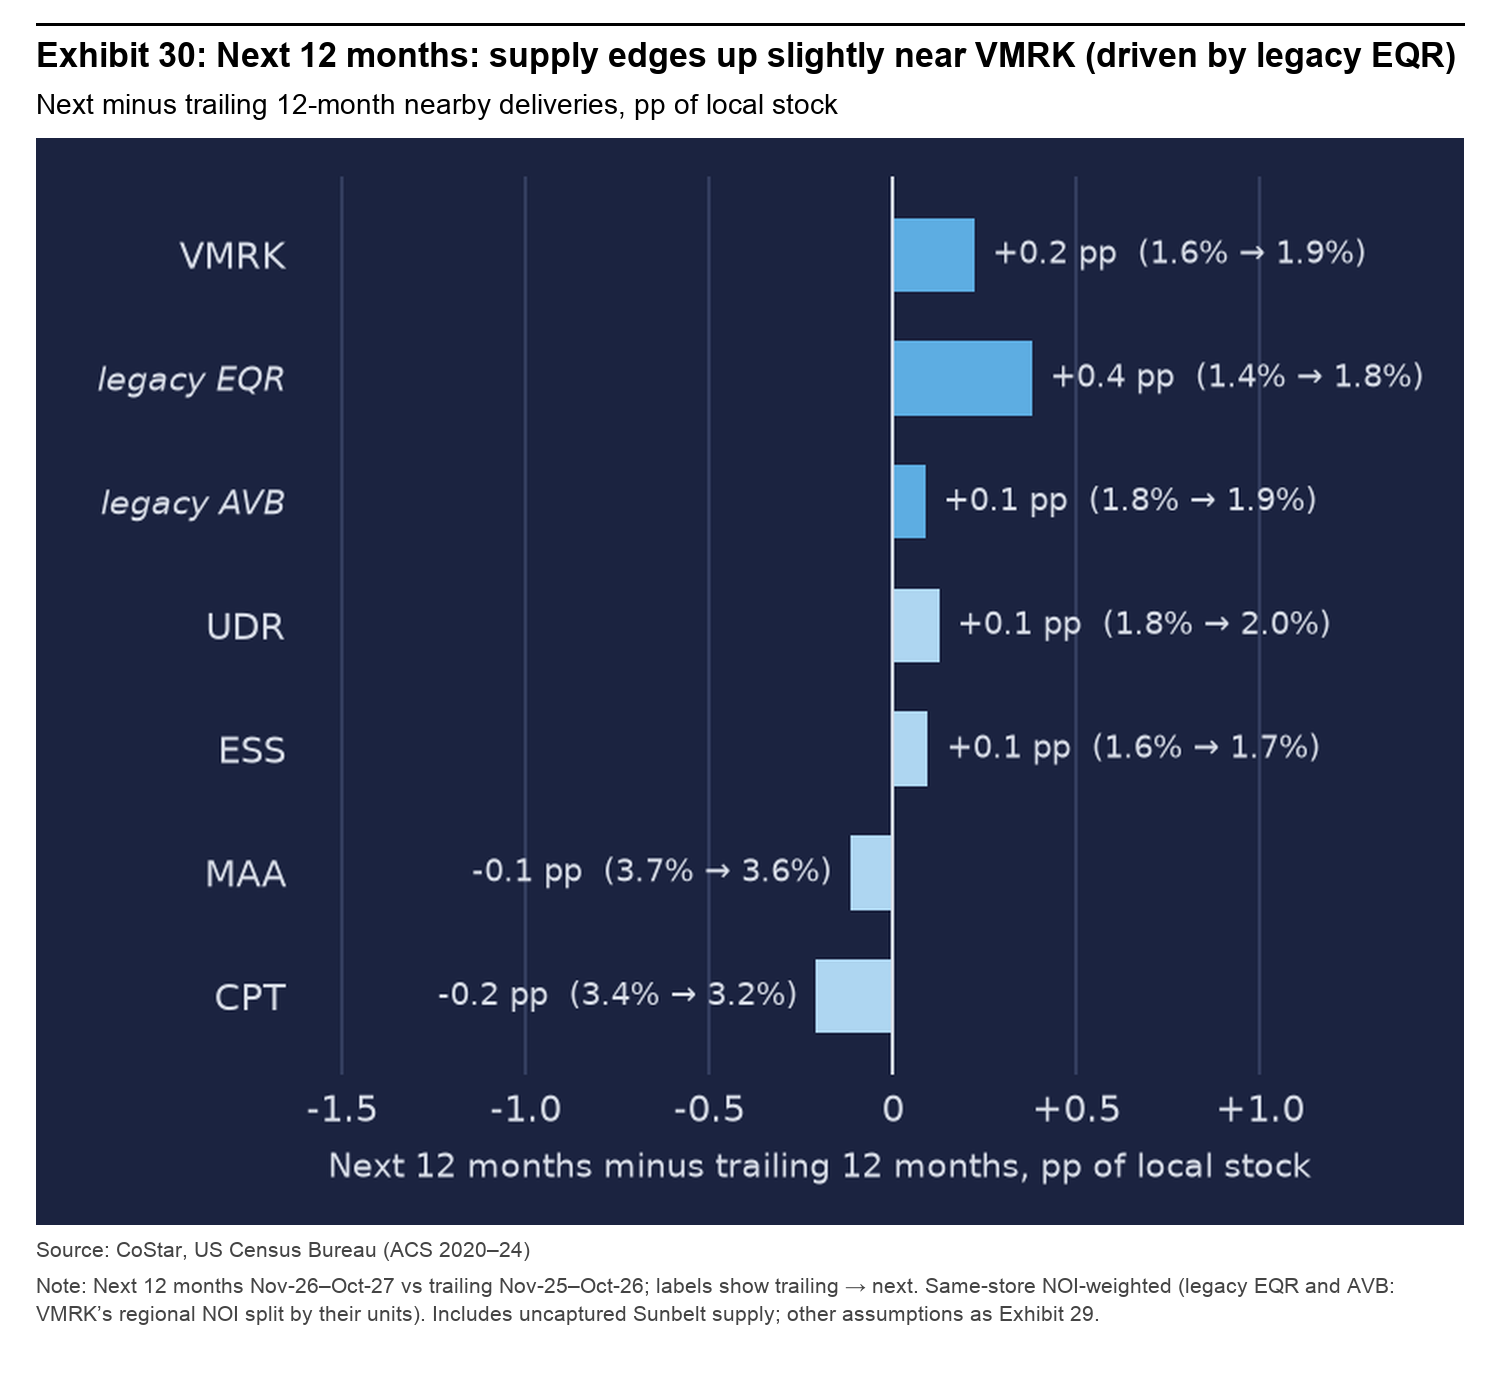 Exhibit 30: Next 12 months: supply edges up slightly near VMRK (driven by legacy EQR)
Next minus trailing 12-month nearby deliveries, pp of local stock
VMRK +0.2 pp (1.6% → 1.9%)
legacy EQR +0.4 pp (1.4% → 1.8%)
legacy AVB +0.1 pp (1.8% → 1.9%)
UDR +0.1 pp (1.8% → 2.0%)
ESS +0.1 pp (1.6% → 1.7%)
MAA -0.1 pp (3.7% → 3.6%)
CPT -0.2 pp (3.4% → 3.2%)
-1.5 -1.0 -0.5 0 +0.5 +1.0
Next 12 months minus trailing 12 months, pp of local stock
Source: CoStar, US Census Bureau (ACS 2020–24)
Note: Next 12 months Nov-26–Oct-27 vs trailing Nov-25–Oct-26; labels show trailing → next. Same-store NOI-weighted (legacy EQR and AVB:
VMRK’s regional NOI split by their units). Includes uncaptured Sunbelt supply; other assumptions as Exhibit 29.